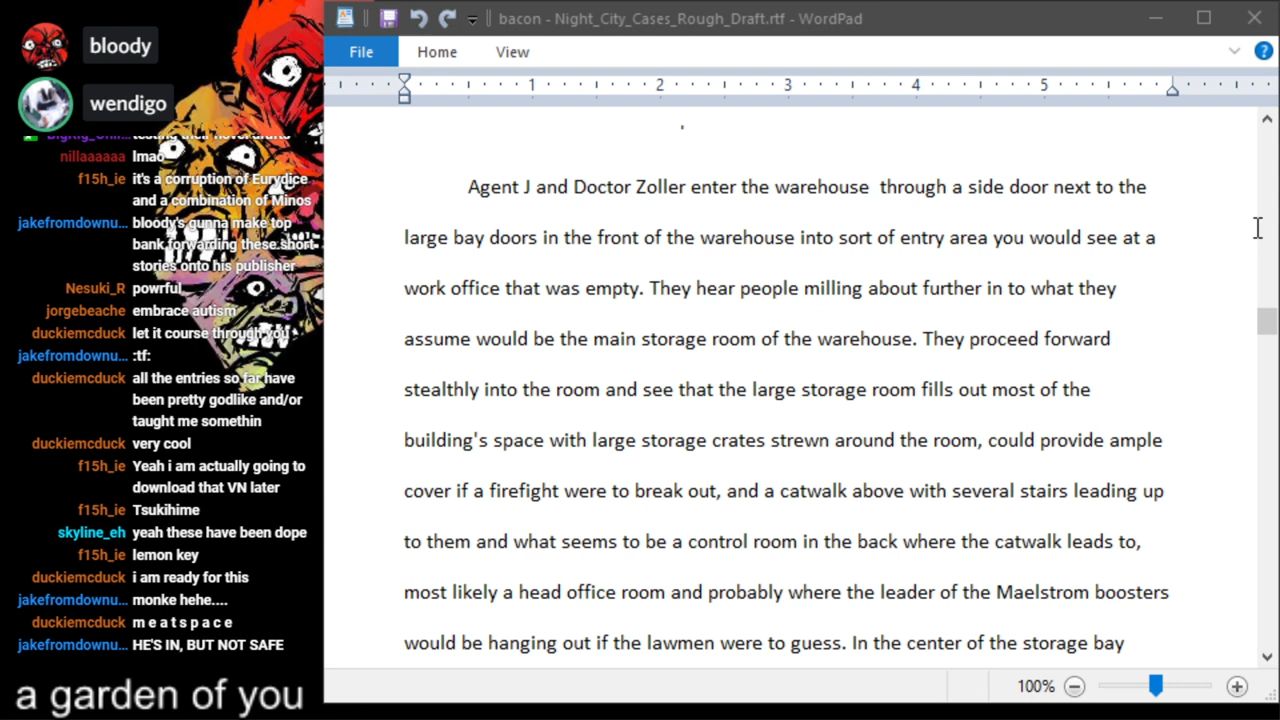 bloody
wendigo
testing their novel drafts
nillaaaaaa lmao
f15h_ie it's a corruption of Eurydice
and a combination of Minos
jakefromdownu... bloody's gunna make top
bank forwarding these short
stories onto his publisher
Nesuki_R powrful
jorgebeache embrace autism
duckiemcduck let it course through you
jakefromdownu... :tf:
duckiemcduck all the entries so far have
been pretty godlike and/or
taught me somethin
duckiemcduck very cool
f15h_ie Yeah i am actually going to
download that VN later
f15h_ie Tsukihime
skyline_eh yeah these have been dope
f15h_ie lemon key
duckiemcduck i am ready for this
jakefromdownu... monke hehe....
duckiemcduck m e a t s p a c e
jakefromdownu... HE'S IN, BUT NOT SAFE
a garden of you
bacon - Night_City_Cases_Rough_Draft.rtf - WordPad
File Home View
1 2 3 4 5
Agent J and Doctor Zoller enter the warehouse  through a side door next to the
large bay doors in the front of the warehouse into sort of entry area you would see at a
work office that was empty. They hear people milling about further in to what they
assume would be the main storage room of the warehouse. They proceed forward
stealthly into the room and see that the large storage room fills out most of the
building's space with large storage crates strewn around the room, could provide ample
cover if a firefight were to break out, and a catwalk above with several stairs leading up
to them and what seems to be a control room in the back where the catwalk leads to,
most likely a head office room and probably where the leader of the Maelstrom boosters
would be hanging out if the lawmen were to guess. In the center of the storage bay
100%